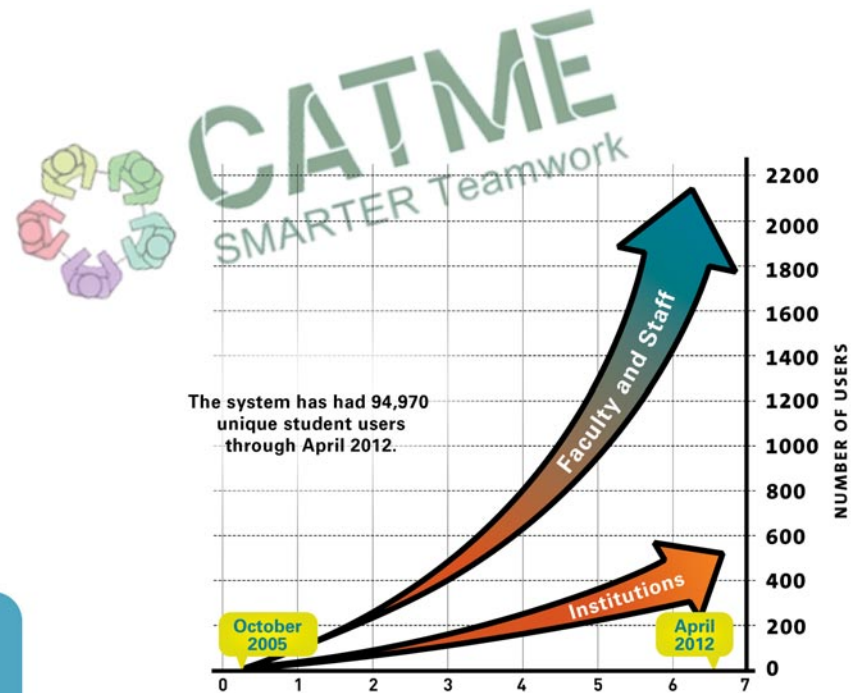 CATME
SMARTER Teamwork
2200
2000
1800
1600
1400
1200
1000
800
600
400
200
0
NUMBER OF USERS
Faculty and Staff
The system has had 94,970
unique student users
through April 2012.
Institutions
October
2005
April
2012
0 1 2 3 4 5 6 7